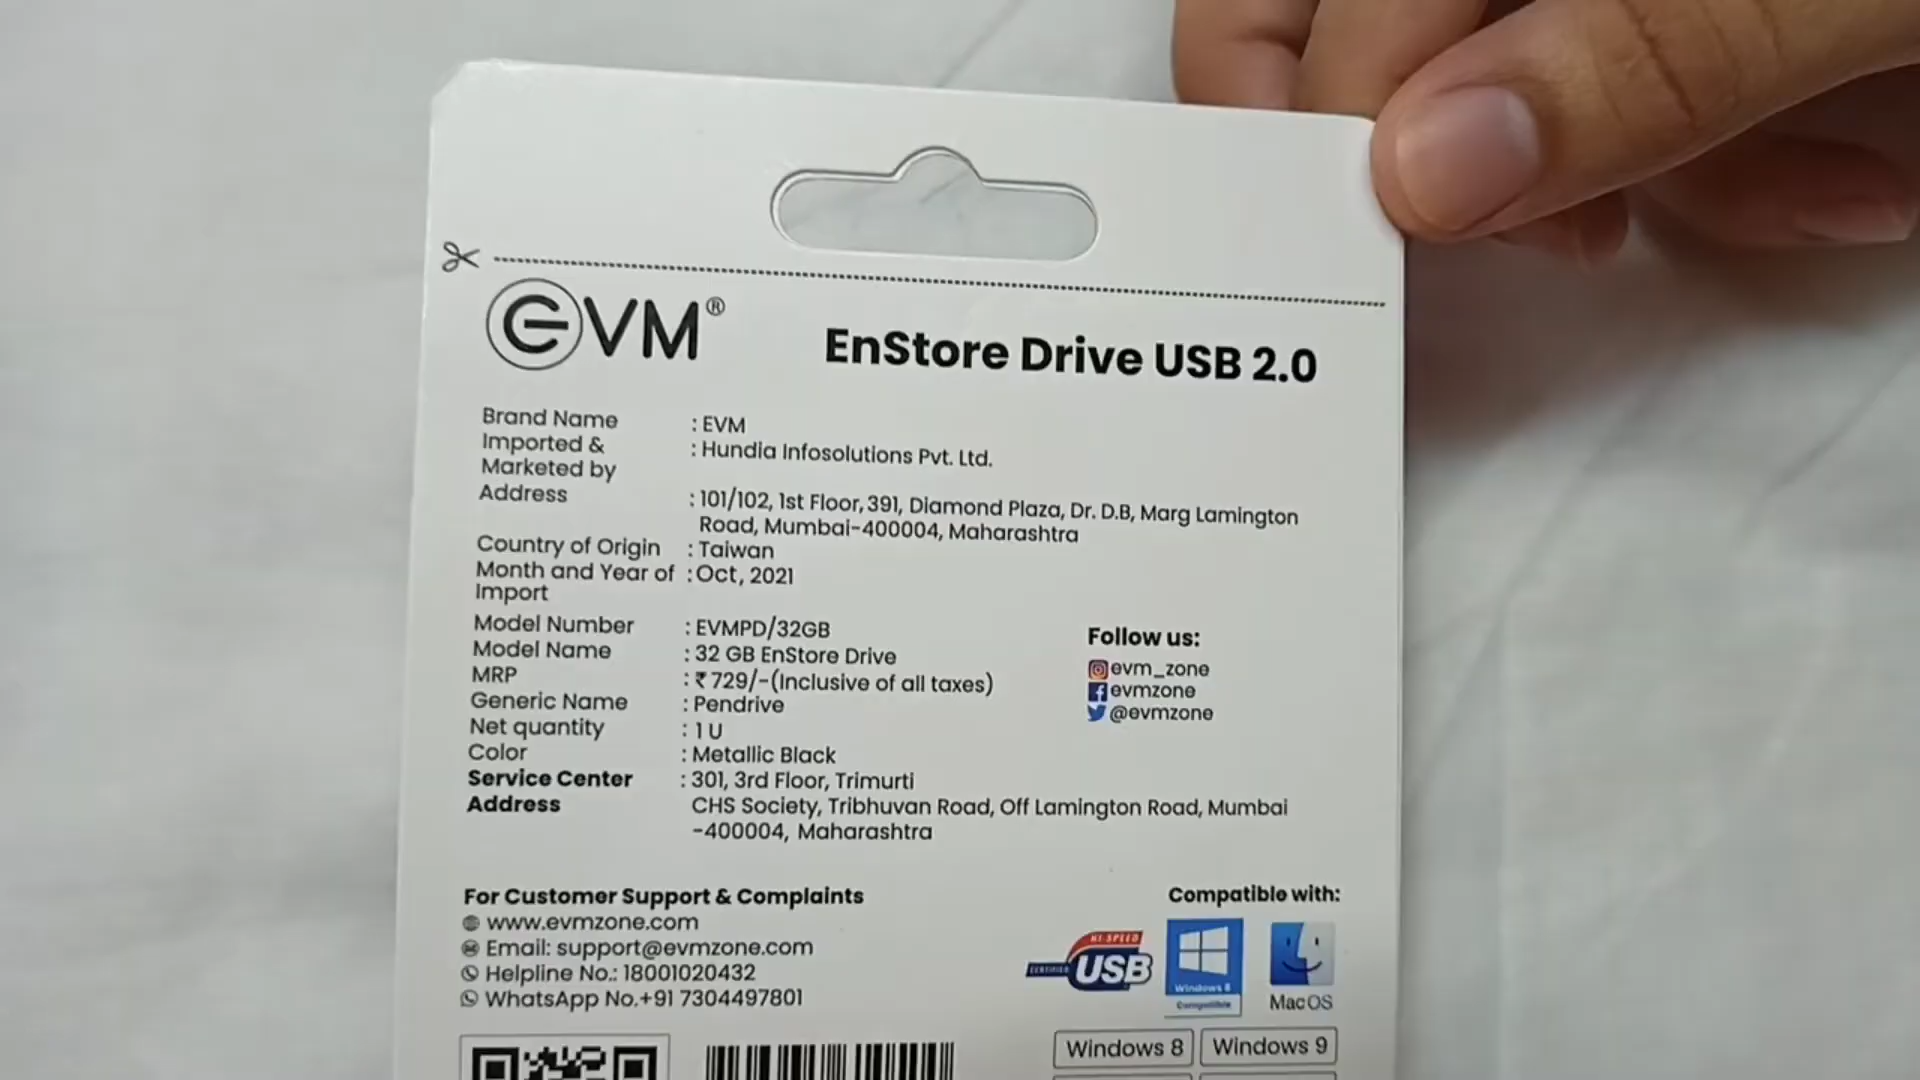 EVM®
EnStore Drive USB 2.0
Brand Name : EVM
Imported & : Hundia Infosolutions Pvt. Ltd.
Marketed by
Address : 101/102, 1st Floor, 391, Diamond Plaza, Dr. D.B, Marg Lamington
Road, Mumbai-400004, Maharashtra
Country of Origin : Taiwan
Month and Year of : Oct, 2021
Import
Model Number : EVMPD/32GB
Model Name : 32 GB EnStore Drive
MRP : ₹ 729/-(Inclusive of all taxes)
Generic Name : Pendrive
Net quantity : 1 U
Color : Metallic Black
Service Center : 301, 3rd Floor, Trimurti
Address CHS Society, Tribhuvan Road, Off Lamington Road, Mumbai
-400004, Maharashtra
Follow us:
evm_zone
evmzone
@evmzone
For Customer Support & Complaints
www.evmzone.com
Email: support@evmzone.com
Helpline No.: 18001020432
WhatsApp No.+91 7304497801
Compatible with:
HI-SPEED
CERTIFIED USB
Windows 8
Compatible
MacOS
Windows 8
Windows 9